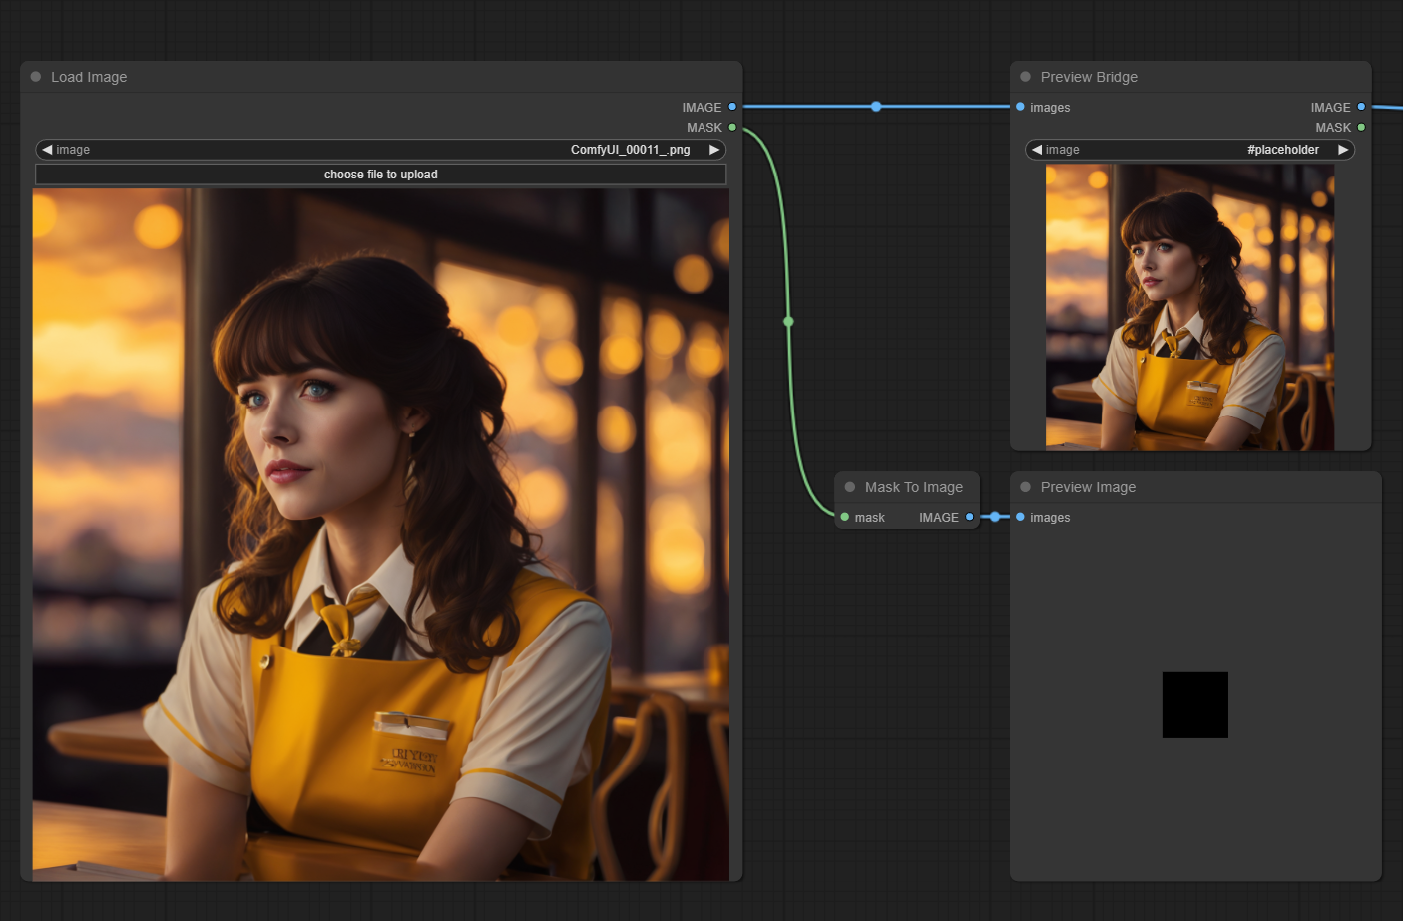 Load Image
IMAGE
MASK
image ComfyUI_00011_.png
choose file to upload
Preview Bridge
images IMAGE
MASK
image #placeholder
Mask To Image
mask IMAGE
Preview Image
images